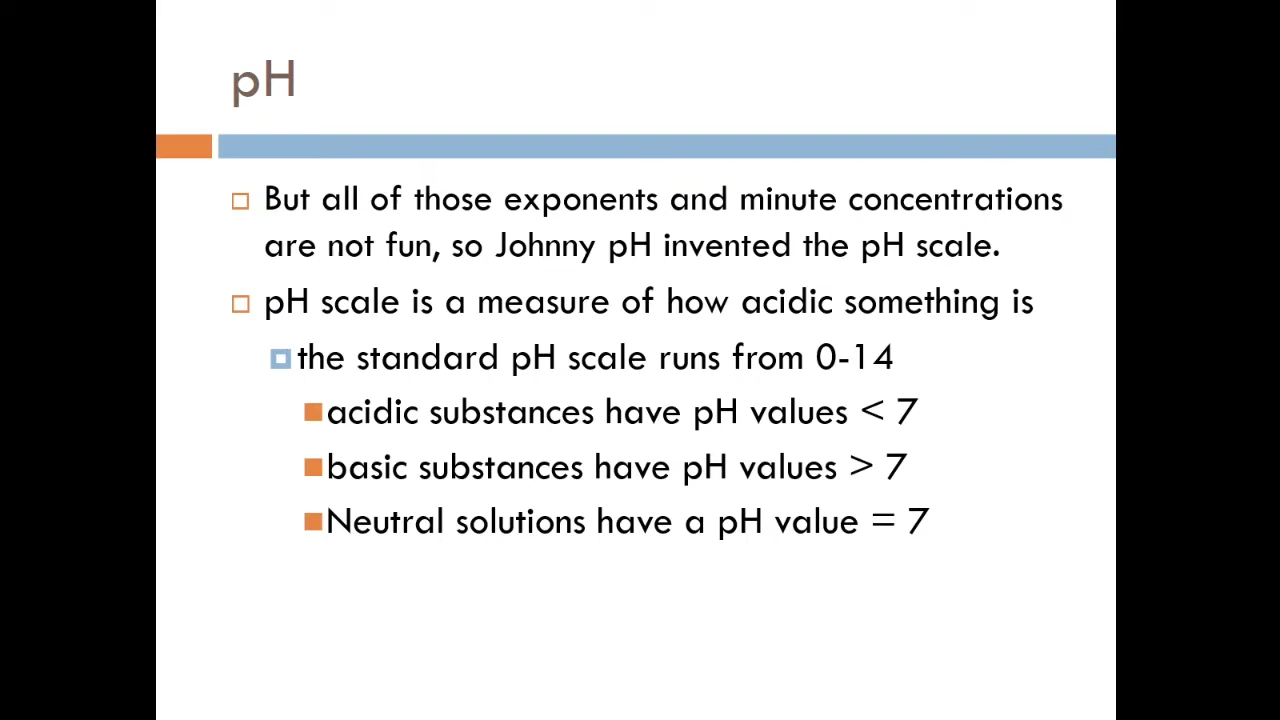 pH
But all of those exponents and minute concentrations
are not fun, so Johnny pH invented the pH scale.
pH scale is a measure of how acidic something is
the standard pH scale runs from 0-14
acidic substances have pH values < 7
basic substances have pH values > 7
Neutral solutions have a pH value = 7